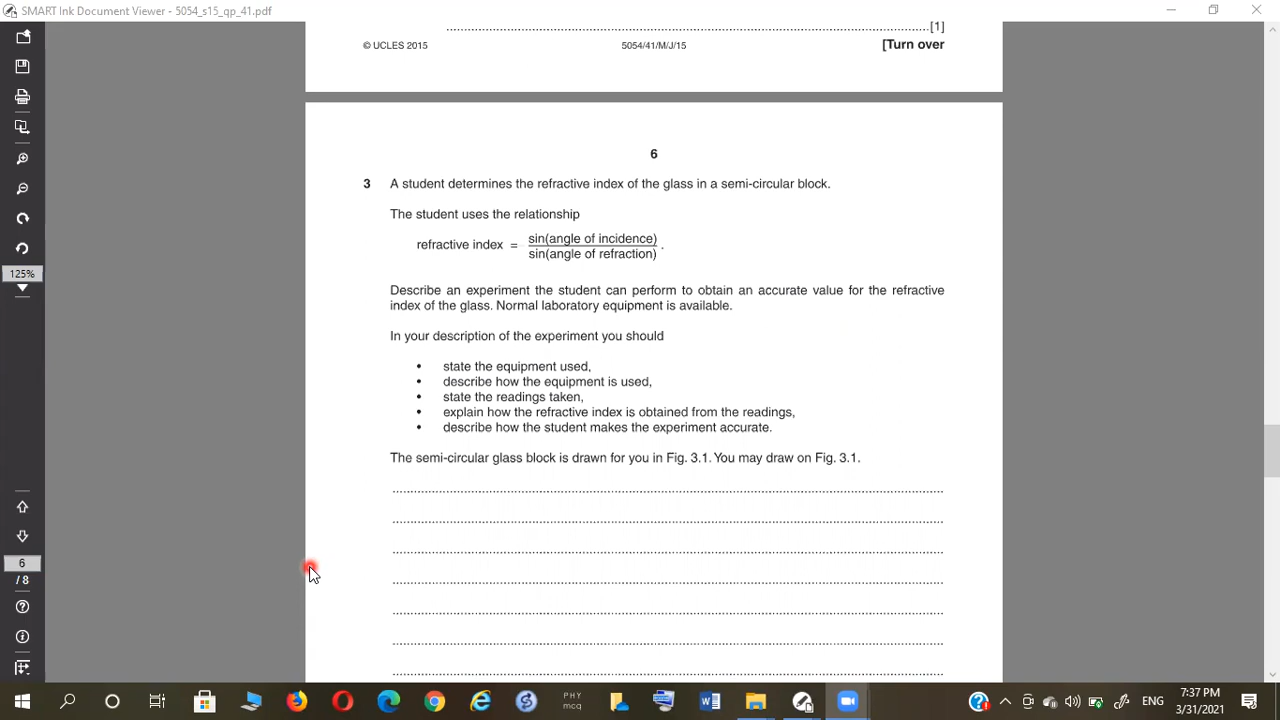 SMART Ink Document Viewer - 5054_s15_qp_41.pdf
[1]
© UCLES 2015 5054/41/M/J/15 [Turn over
6
3 A student determines the refractive index of the glass in a semi-circular block.
The student uses the relationship
refractive index = sin(angle of incidence)
sin(angle of refraction) .
Describe an experiment the student can perform to obtain an accurate value for the refractive
index of the glass. Normal laboratory equipment is available.
In your description of the experiment you should
• state the equipment used,
• describe how the equipment is used,
• state the readings taken,
• explain how the refractive index is obtained from the readings,
• describe how the student makes the experiment accurate.
The semi-circular glass block is drawn for you in Fig. 3.1. You may draw on Fig. 3.1.
125%
6
/ 8
PHY
mcq
ENG
7:37 PM
3/31/2021